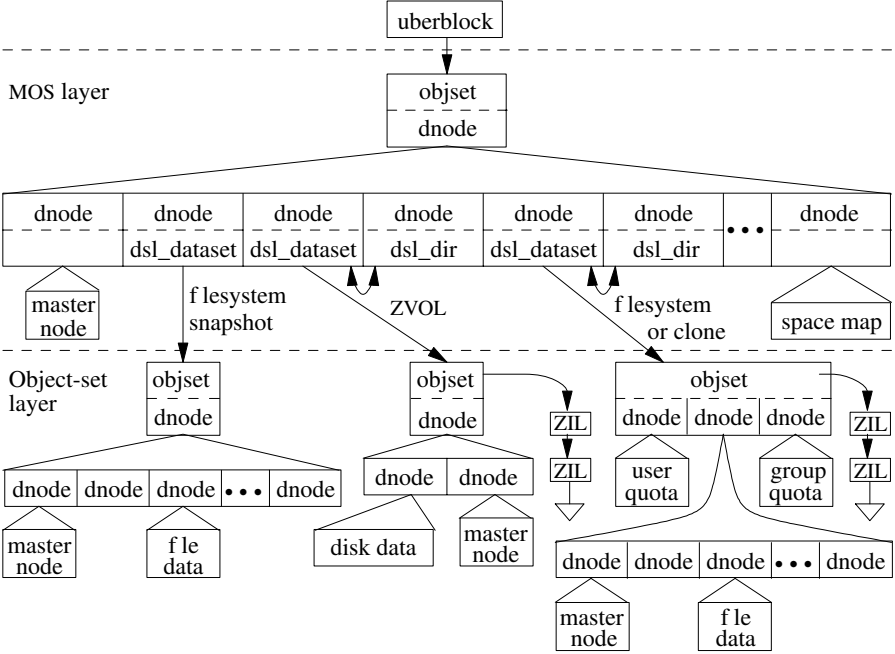 uberblock
MOS layer
objset
dnode
dnode dnode dnode dnode dnode dnode ••• dnode
dsl_dataset dsl_dataset dsl_dir dsl_dataset dsl_dir
master
node
f lesystem
snapshot
ZVOL
f lesystem
or clone
space map
Object-set
layer
objset
dnode
objset
dnode
ZIL
ZIL
objset
dnode dnode dnode
ZIL
ZIL
user
quota
group
quota
dnode dnode dnode ••• dnode
master
node
f le
data
dnode dnode
disk data
master
node
dnode dnode dnode ••• dnode
master
node
f le
data